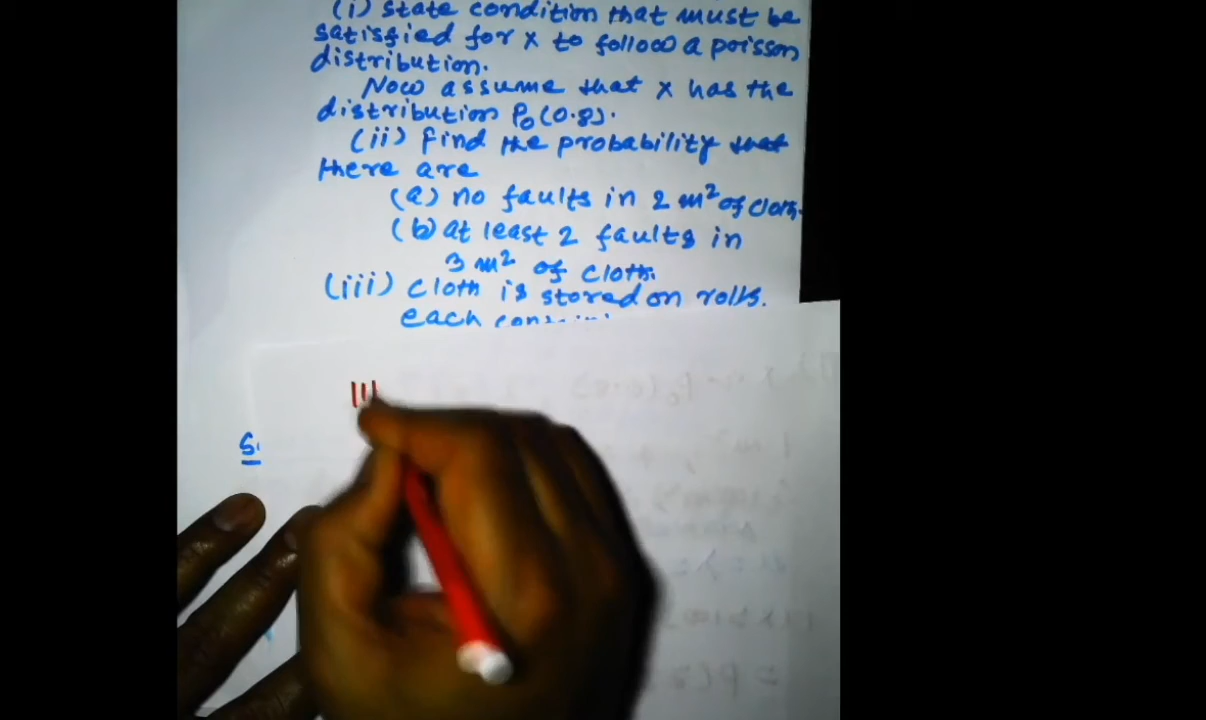 (i) State condition that must be
satisfied for x to follow a poisson
distribution.
Now assume that x has the
distribution Po(0.8).
(ii) Find the probability that
there are
(a) no faults in 2 m² of cloth.
(b) at least 2 faults in
3 m² of cloth.
(iii) cloth is stored on rolls.
each
S.